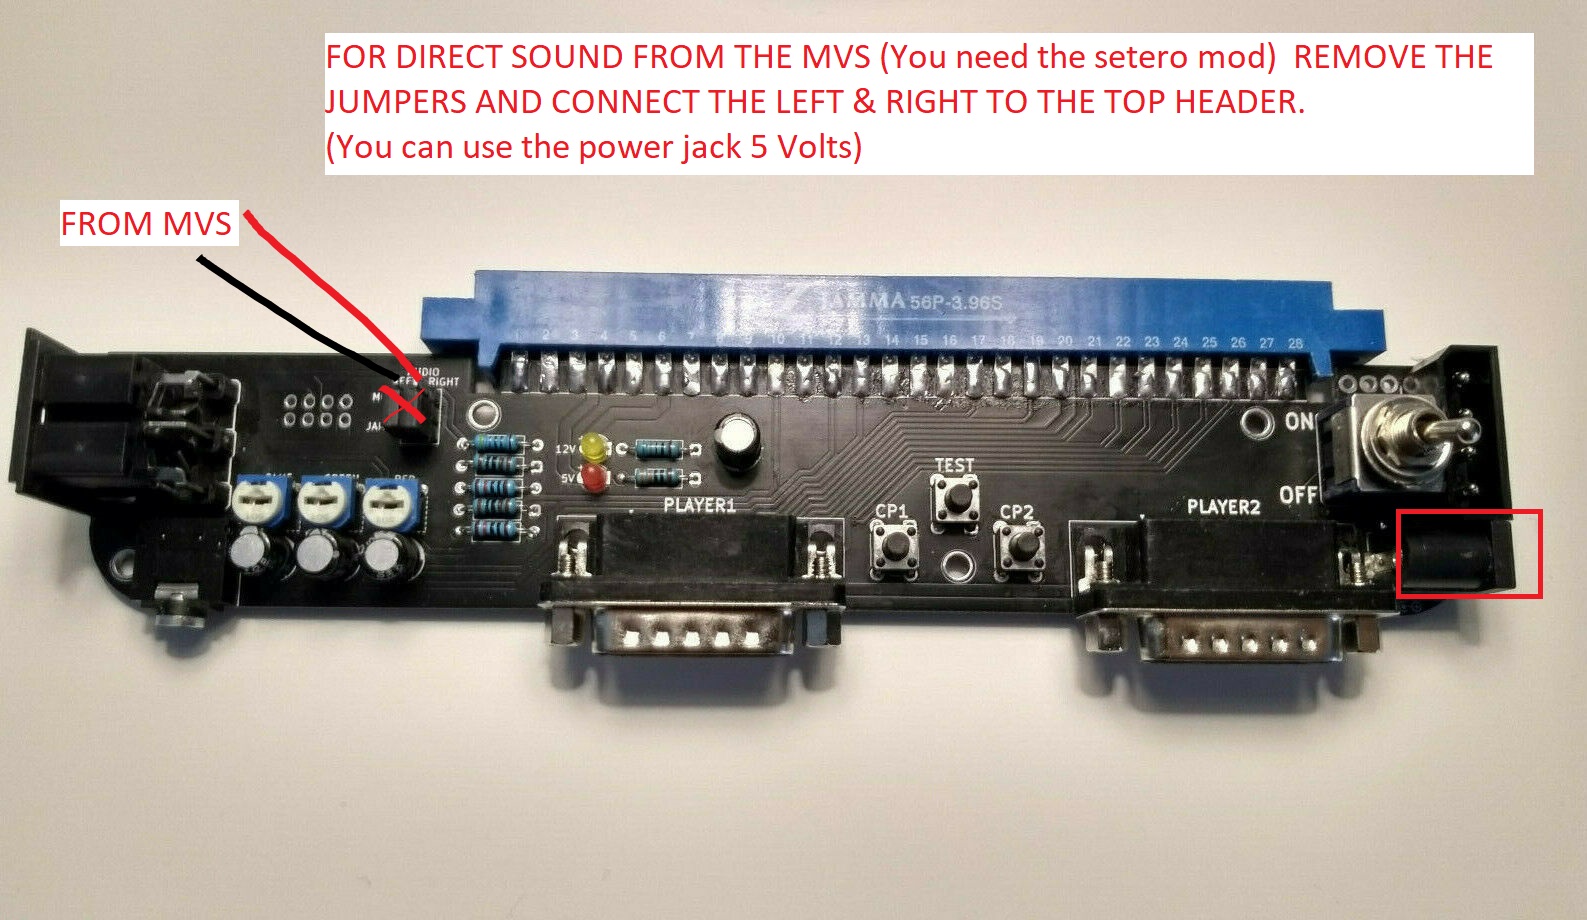 FOR DIRECT SOUND FROM THE MVS (You need the setero mod) REMOVE THE
JUMPERS AND CONNECT THE LEFT & RIGHT TO THE TOP HEADER.
(You can use the power jack 5 Volts)
FROM MVS
JAMMA 56P-3.96S
1 2 3 4 5 6 7 8 9 10 11 12 13 14 15 16 17 18 19 20 21 22 23 24 25 26 27 28
RIGHT
ON
12V
5V
TEST
OFF
PLAYER1
CP1
CP2
PLAYER2